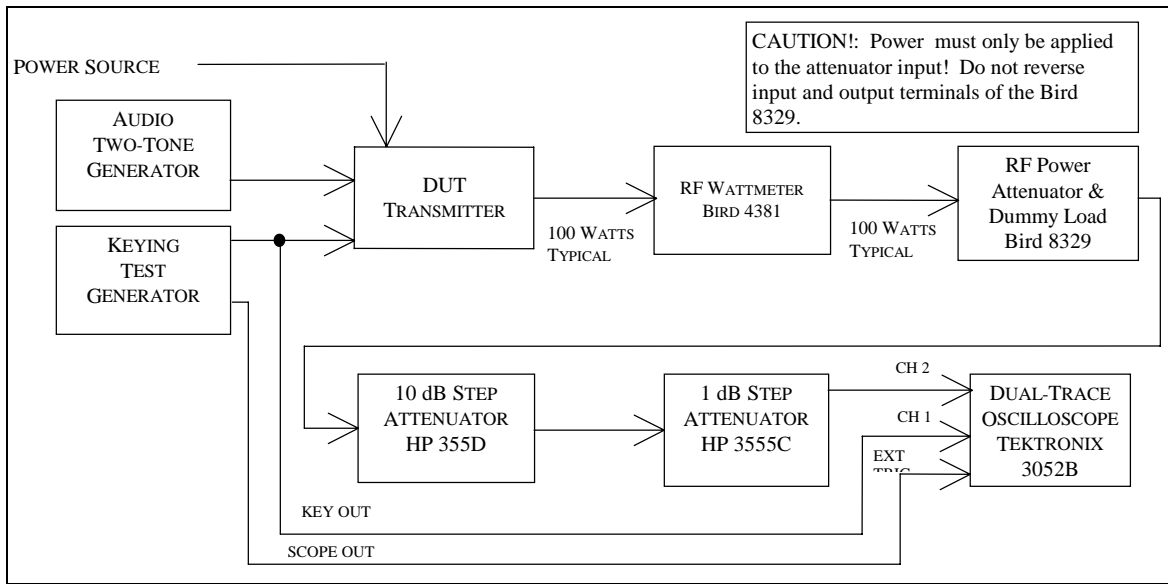 CAUTION!: Power must only be applied
to the attenuator input! Do not reverse
input and output terminals of the Bird
8329.
POWER SOURCE
AUDIO
TWO-TONE
GENERATOR
DUT
TRANSMITTER
RF WATTMETER
BIRD 4381
RF Power
Attenuator &
Dummy Load
Bird 8329
100 WATTS
TYPICAL
100 WATTS
TYPICAL
KEYING
TEST
GENERATOR
10 dB STEP
ATTENUATOR
HP 355D
1 dB STEP
ATTENUATOR
HP 3555C
CH 2
CH 1
EXT
TRIG
DUAL-TRACE
OSCILLOSCOPE
TEKTRONIX
3052B
KEY OUT
SCOPE OUT